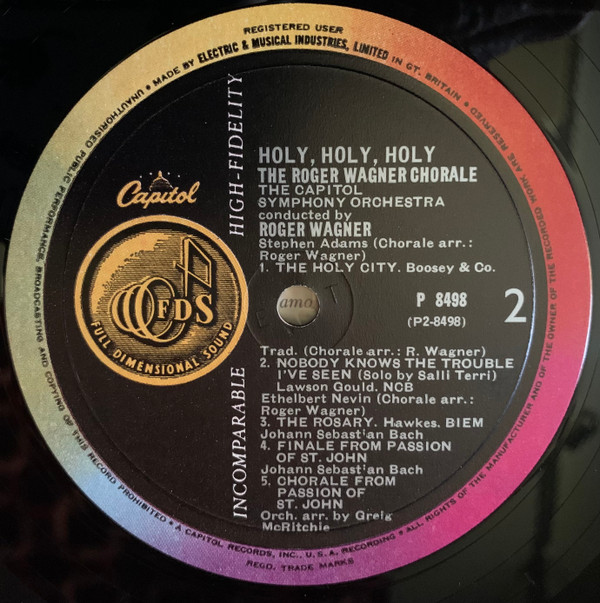 REGISTERED USER
• MADE BY ELECTRIC & MUSICAL INDUSTRIES, LIMITED IN GT. BRITAIN •
ALL RIGHTS OF THE MANUFACTURER AND OF THE OWNER OF THE RECORDED WORK ARE RESERVED •
UNAUTHORISED PUBLIC PERFORMANCE, BROADCASTING AND COPYING OF THIS RECORD PROHIBITED •
A CAPITOL RECORDS, INC., U.S.A. RECORDING •
REGD. TRADE MARKS
INCOMPARABLE HIGH-FIDELITY
Capitol
FDS
FULL DIMENSIONAL SOUND
HOLY, HOLY, HOLY
THE ROGER WAGNER CHORALE
THE CAPITOL
SYMPHONY ORCHESTRA
conducted by
ROGER WAGNER
Stephen Adams (Chorale arr.:
Roger Wagner)
1. THE HOLY CITY. Boosey & Co.
P 8498
(P2-8498)
2
Trad. (Chorale arr.: R. Wagner)
2. NOBODY KNOWS THE TROUBLE
I'VE SEEN (Solo by Salli Terri)
Lawson Gould. NCB
Ethelbert Nevin (Chorale arr.:
Roger Wagner)
3. THE ROSARY. Hawkes. BIEM
Johann Sebastian Bach
4. FINALE FROM PASSION
OF ST. JOHN
Johann Sebastian Bach
5. CHORALE FROM
PASSION OF
ST. JOHN
Orch. arr. by Greig
McRitchie